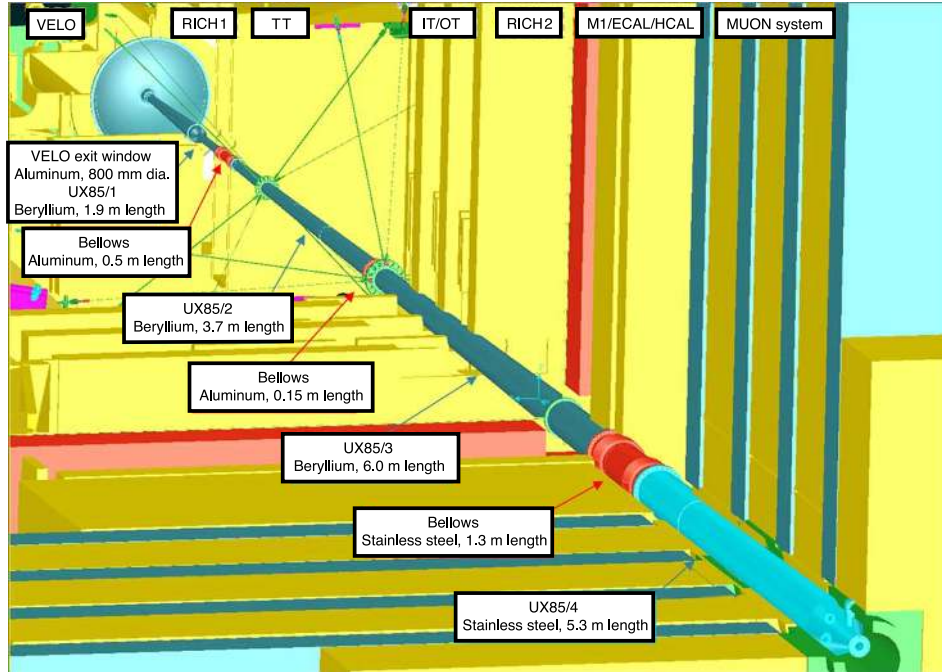 VELO
RICH1
TT
IT/OT
RICH2
M1/ECAL/HCAL
MUON system
VELO exit window
Aluminum, 800 mm dia.
UX85/1
Beryllium, 1.9 m length
Bellows
Aluminum, 0.5 m length
UX85/2
Beryllium, 3.7 m length
Bellows
Aluminum, 0.15 m length
UX85/3
Beryllium, 6.0 m length
Bellows
Stainless steel, 1.3 m length
UX85/4
Stainless steel, 5.3 m length